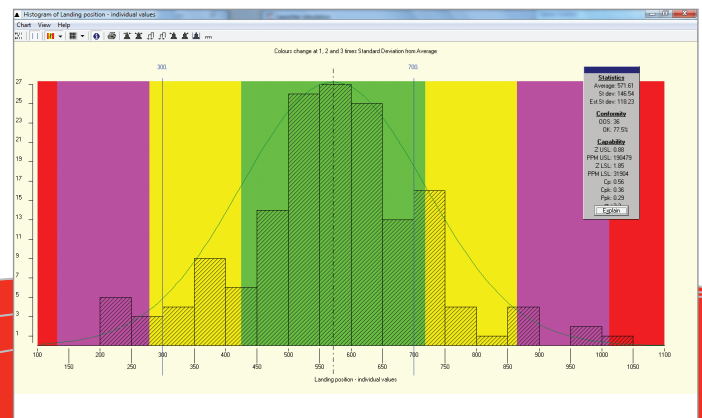 Histogram of Landing position - individual values
Chart View Help
Colours change at 1, 2 and 3 times Standard Deviation from Average
300. 700.
Statistics
Average: 571.61
St dev: 146.54
Est.St dev: 118.23
Conformity
OOS: 36
OK: 77.5%
Capability
Z USL: 0.88
PPM USL: 190479
Z LSL: 1.85
PPM LSL: 31904
Cp: 0.56
Cpk: 0.36
Ppk: 0.29
Explain
27
25
23
21
19
17
15
13
11
9
7
5
3
1
100 200 300 400 500 600 700 800 900 1000 1100
150 250 350 450 550 650 750 850 950 1050
Landing position - individual values